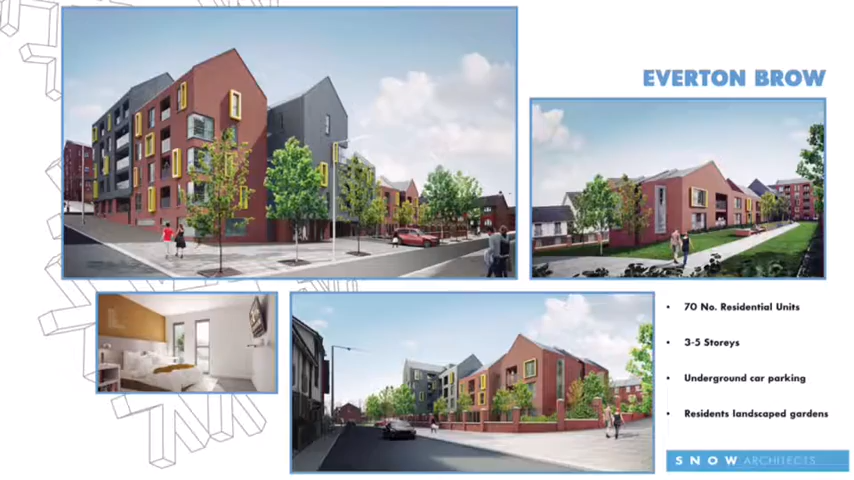 EVERTON BROW
• 70 No. Residential Units
• 3-5 Storeys
• Underground car parking
• Residents landscaped gardens
SNOW ARCHITECTS